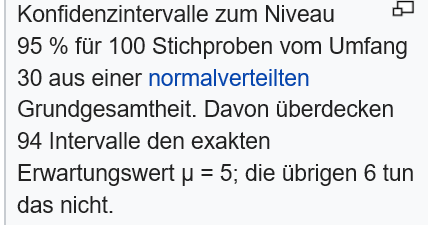 Konfidenzintervalle zum Niveau
95 % für 100 Stichproben vom Umfang
30 aus einer normalverteilten
Grundgesamtheit. Davon überdecken
94 Intervalle den exakten
Erwartungswert μ = 5; die übrigen 6 tun
das nicht.